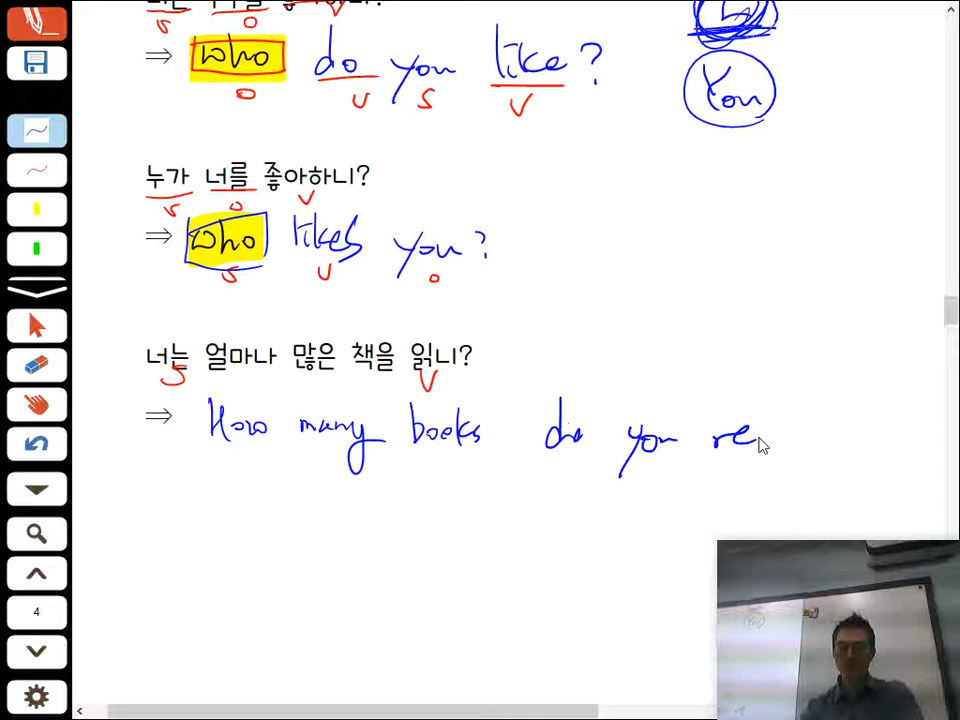 S O V
⇒ who do you like?
O V S V
You
누가 너를 좋아하니?
S O V
⇒ who likes you?
S V O
너는 얼마나 많은 책을 읽니?
S V
⇒ How many books do you re
4